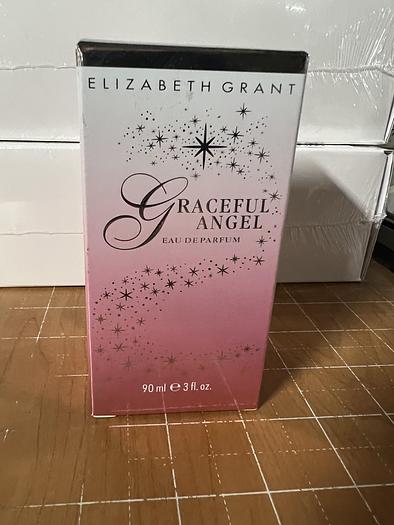 ELIZABETH GRANT
GRACEFUL
ANGEL
EAU DE PARFUM
90 ml ℮ 3 fl. oz.